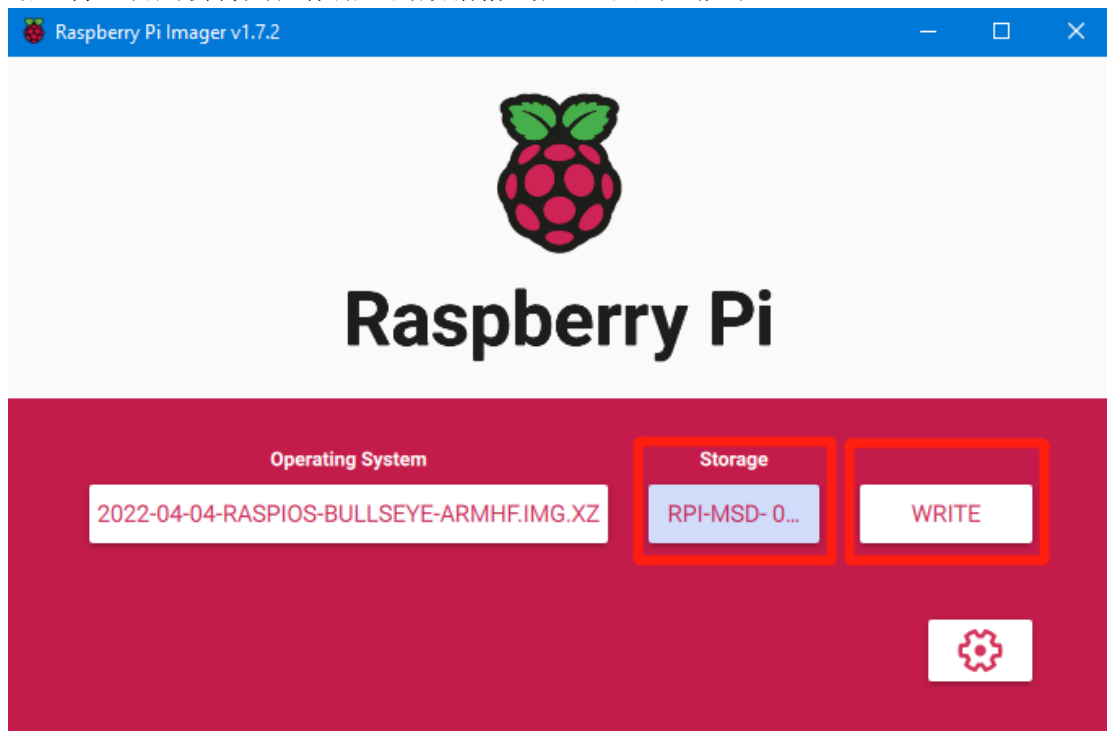 Raspberry Pi Imager v1.7.2
Raspberry Pi
Operating System
Storage
2022-04-04-RASPIOS-BULLSEYE-ARMHF.IMG.XZ
RPI-MSD- 0...
WRITE